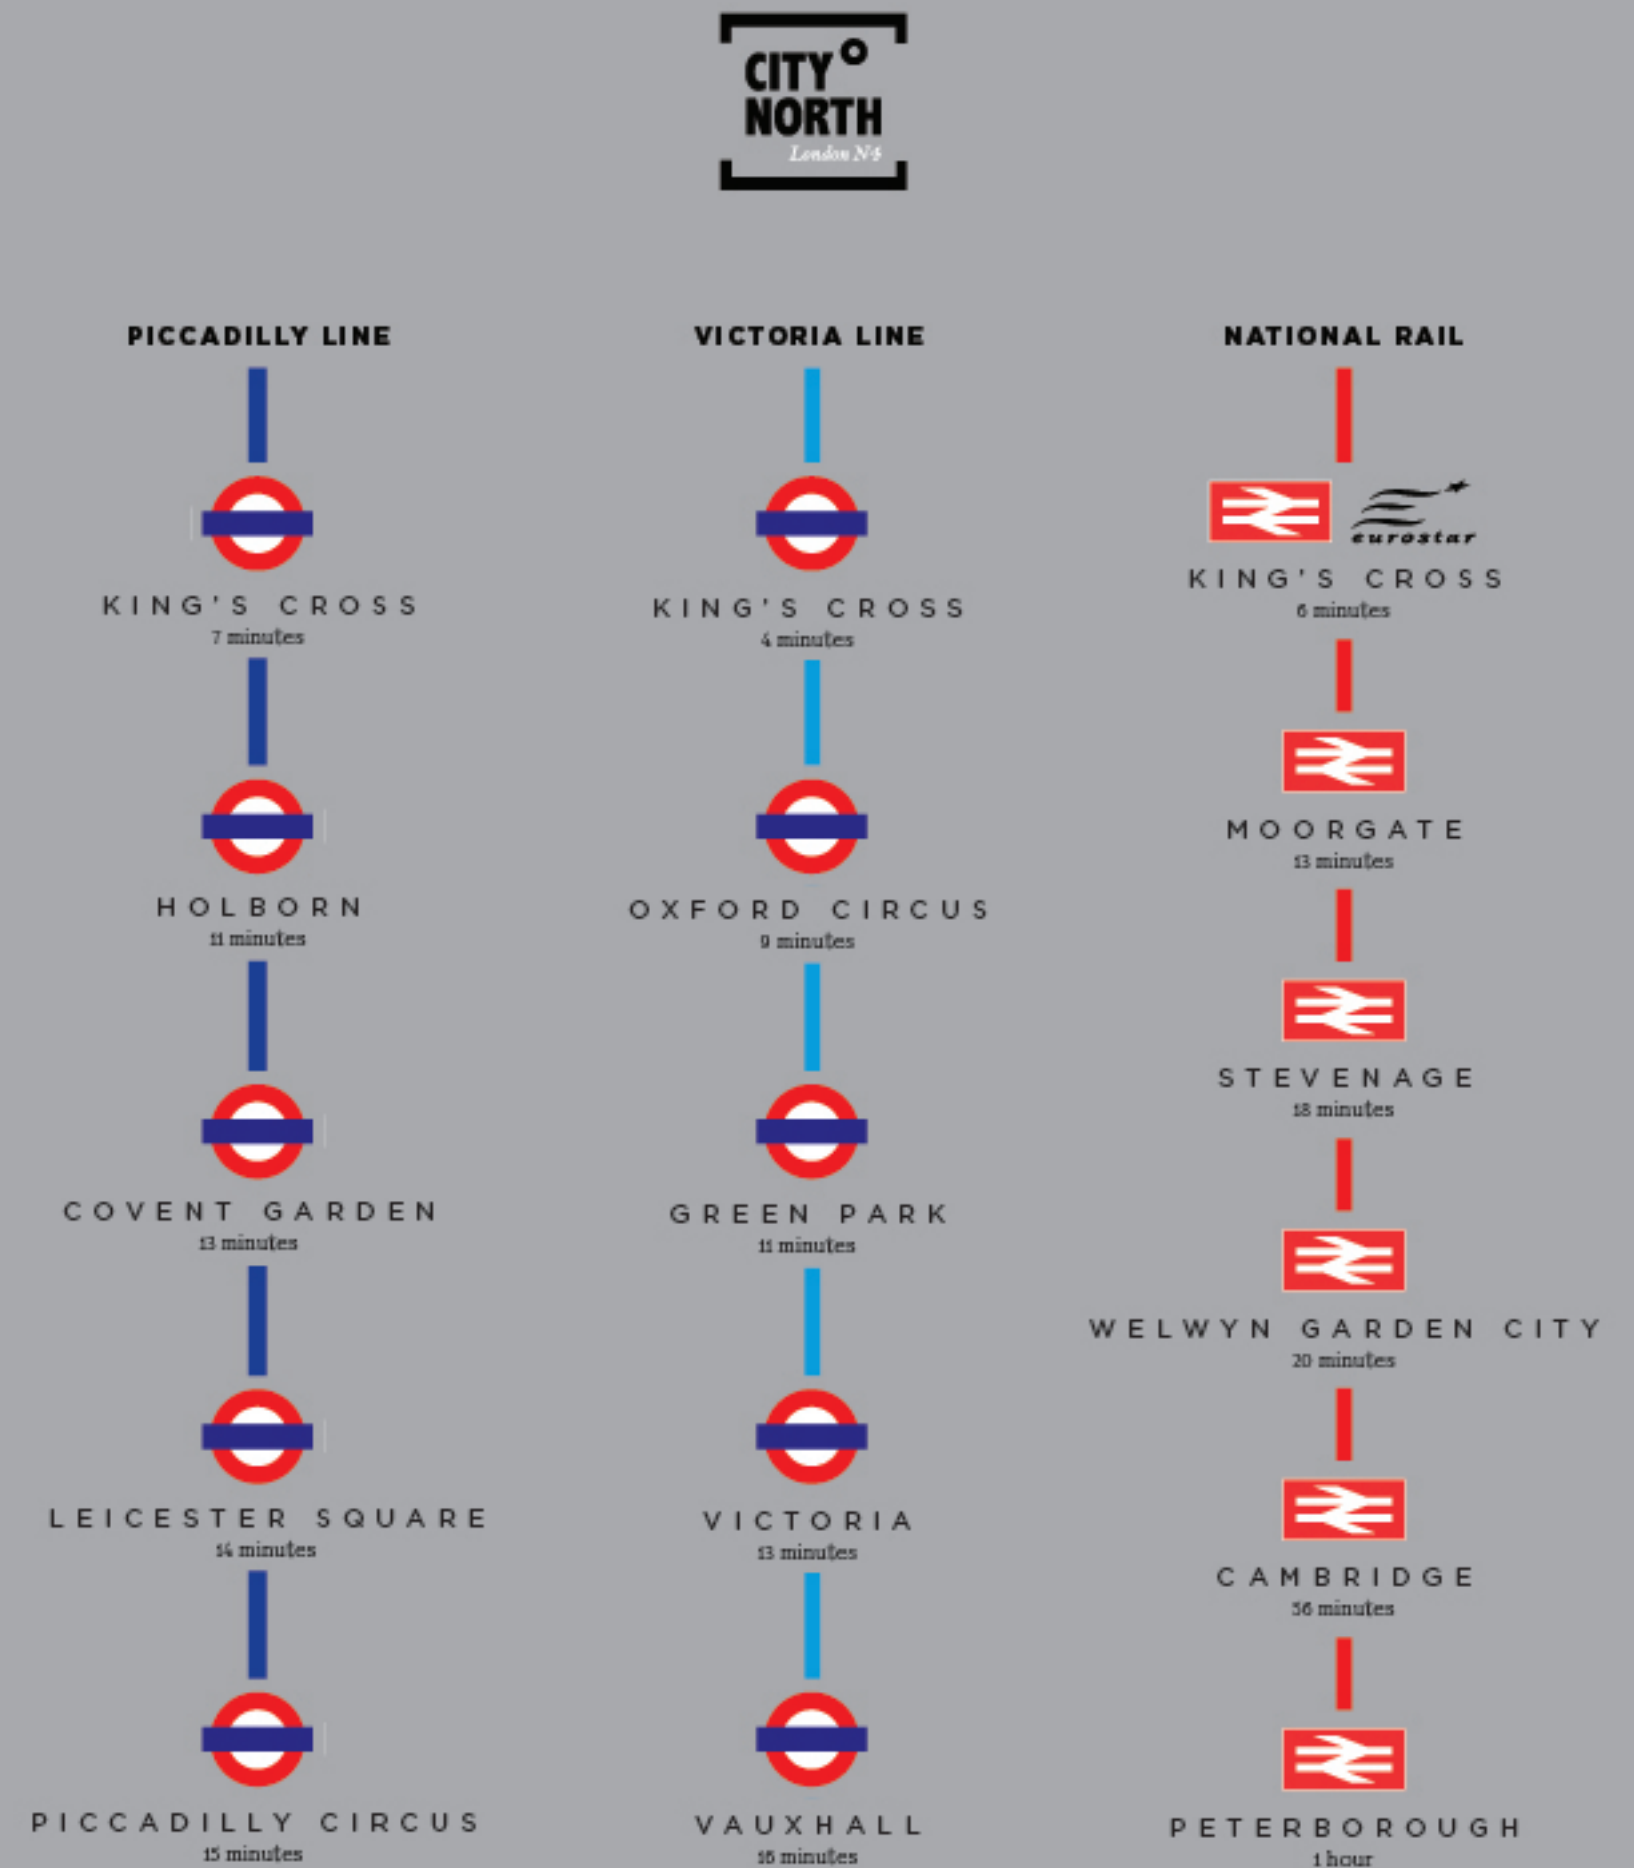 CITY
NORTH
London N4
PICCADILLY LINE
KING'S CROSS
7 minutes
HOLBORN
11 minutes
COVENT GARDEN
13 minutes
LEICESTER SQUARE
14 minutes
PICCADILLY CIRCUS
15 minutes
VICTORIA LINE
KING'S CROSS
4 minutes
OXFORD CIRCUS
9 minutes
GREEN PARK
11 minutes
VICTORIA
13 minutes
VAUXHALL
16 minutes
NATIONAL RAIL
eurostar
KING'S CROSS
6 minutes
MOORGATE
13 minutes
STEVENAGE
18 minutes
WELWYN GARDEN CITY
20 minutes
CAMBRIDGE
56 minutes
PETERBOROUGH
1 hour